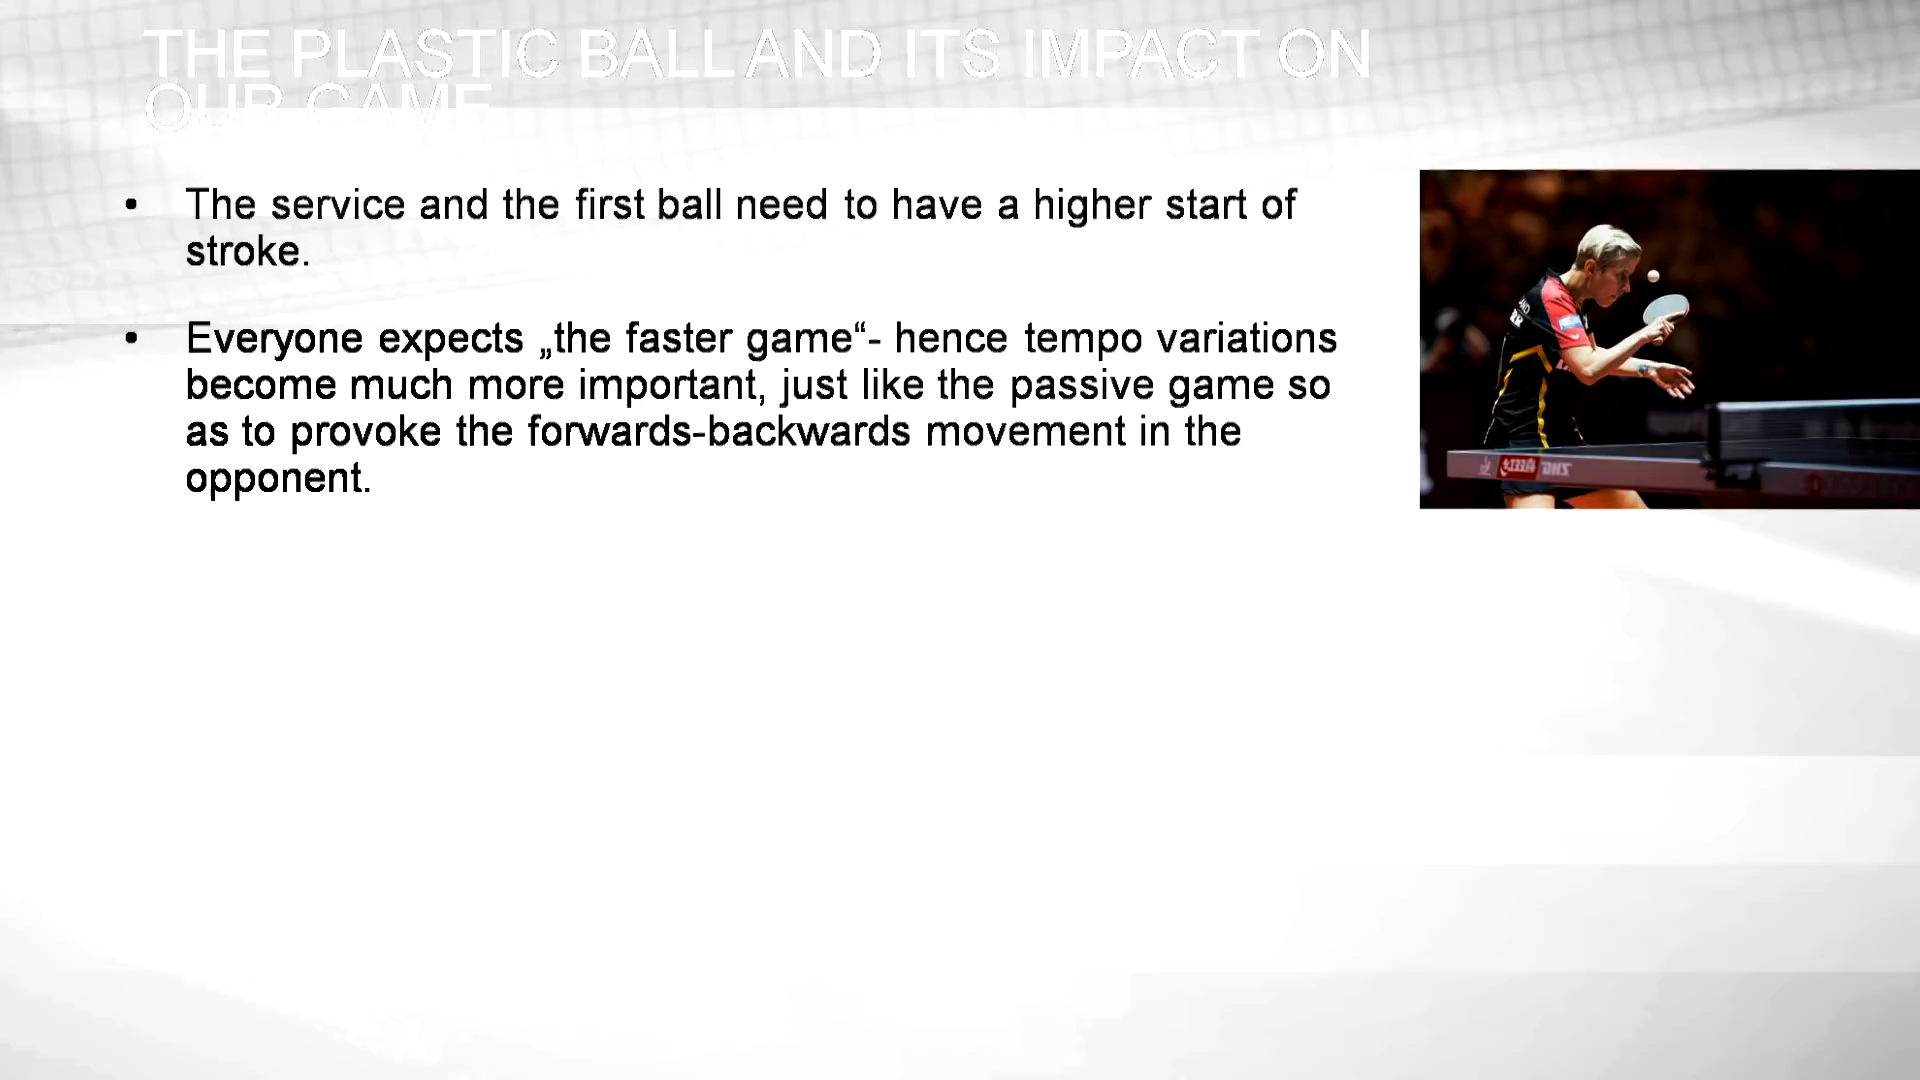 THE PLASTIC BALL AND ITS IMPACT ON
OUR GAME
• The service and the first ball need to have a higher start of
stroke.
• Everyone expects „the faster game“- hence tempo variations
become much more important, just like the passive game so
as to provoke the forwards-backwards movement in the
opponent.
DHS